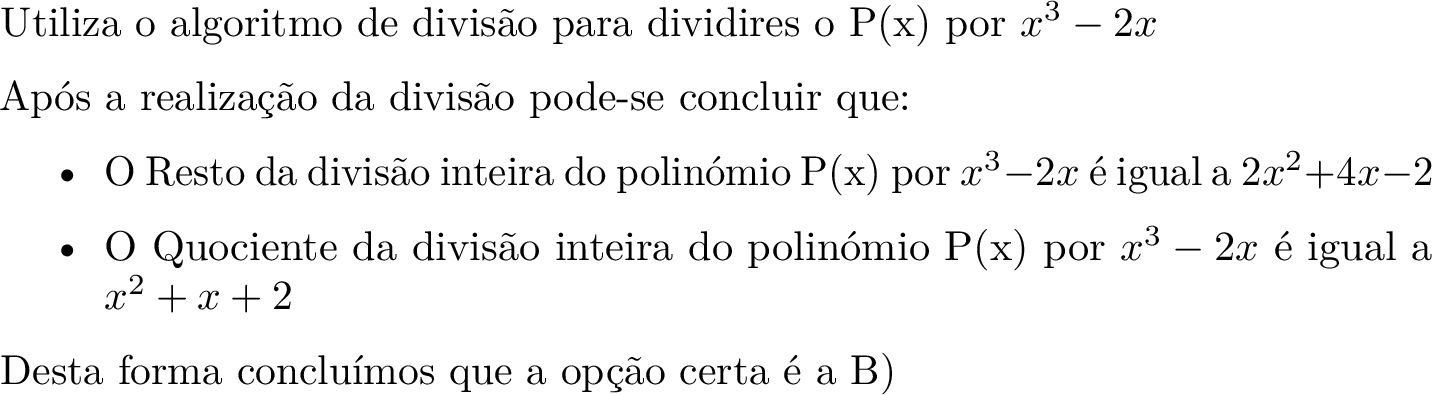 Utiliza o algoritmo de divisão para dividires o P(x) por $x^3 - 2x$
Após a realização da divisão pode-se concluir que:
• O Resto da divisão inteira do polinómio P(x) por $x^3 - 2x$ é igual a $2x^2 + 4x - 2$
• O Quociente da divisão inteira do polinómio P(x) por $x^3 - 2x$ é igual a
$x^2 + x + 2$
Desta forma concluímos que a opção certa é a B)